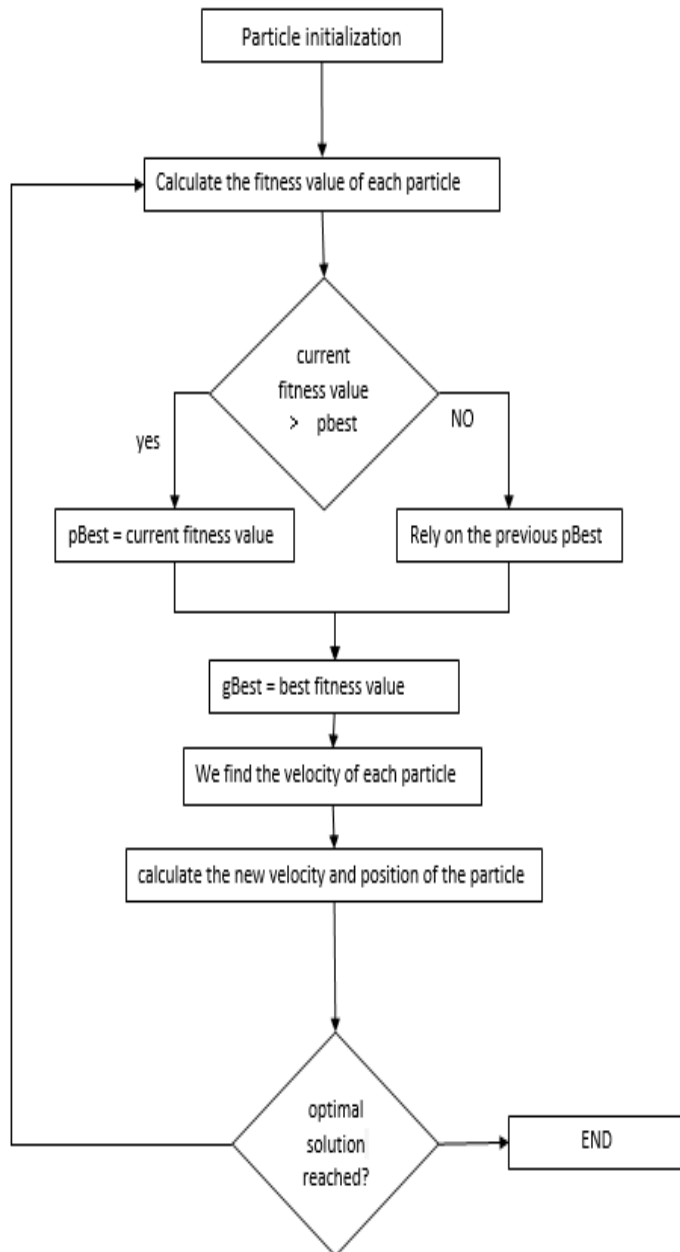 Particle initialization
Calculate the fitness value of each particle
current
fitness value
> pbest
yes
NO
pBest = current fitness value
Rely on the previous pBest
gBest = best fitness value
We find the velocity of each particle
calculate the new velocity and position of the particle
optimal
solution
reached?
END